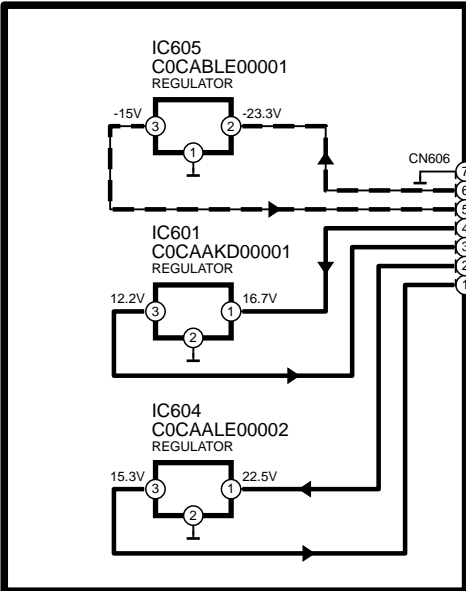 IC605
C0CABLE00001
REGULATOR
-15V
3
2
-23.3V
1
CN606
7
6
5
4
3
2
1
IC601
C0CAAKD00001
REGULATOR
12.2V
3
1
16.7V
2
IC604
C0CAALE00002
REGULATOR
15.3V
3
1
22.5V
2